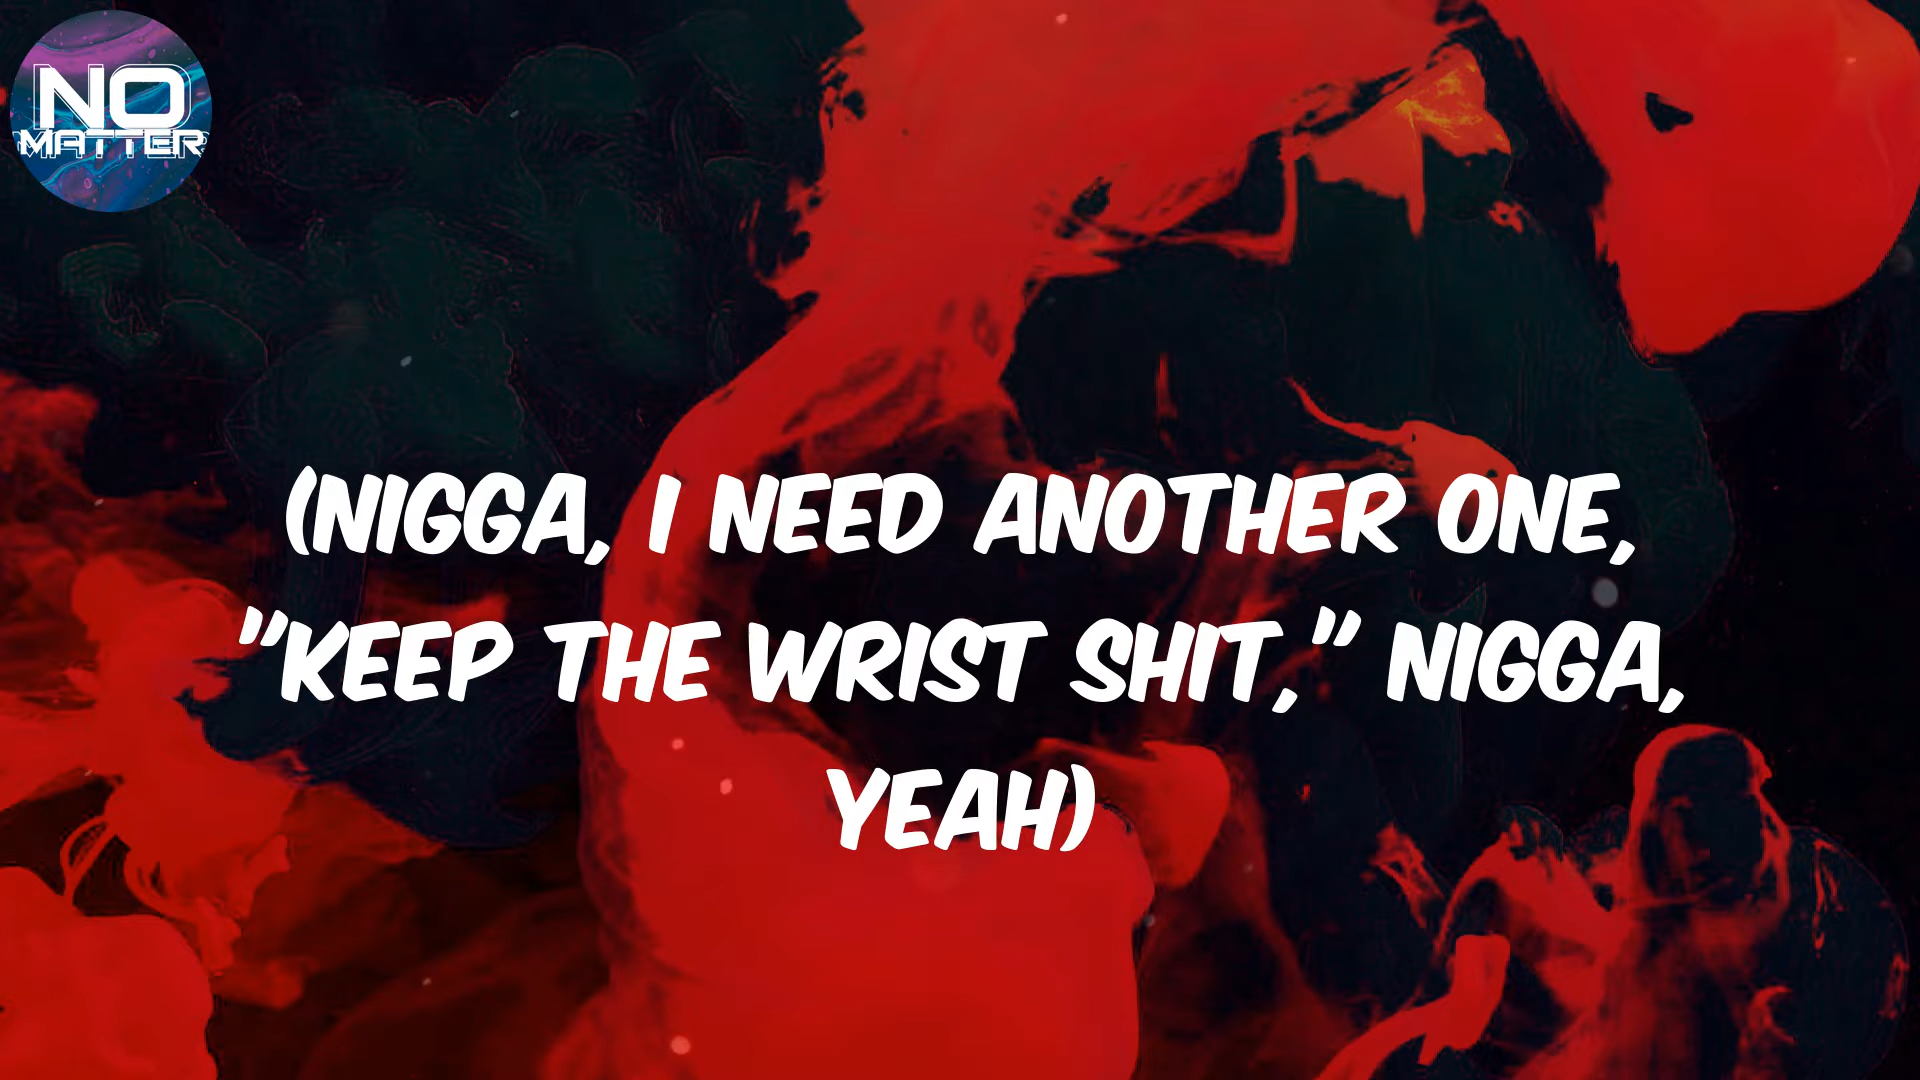 NO
MATTER
(NIGGA, I NEED ANOTHER ONE,
"KEEP THE WRIST SHIT," NIGGA,
YEAH)